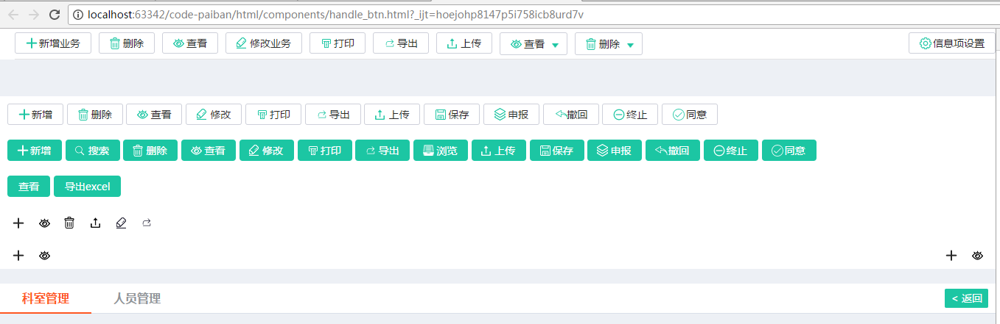 localhost:63342/code-paiban/html/components/handle_btn.html?_ijt=hoejohp8147p5i758icb8urd7v
新增业务 删除 查看 修改业务 打印 导出 上传 查看 删除 信息项设置
新增 删除 查看 修改 打印 导出 上传 保存 申报 撤回 终止 同意
新增 搜索 删除 查看 修改 打印 导出 浏览 上传 保存 申报 撤回 终止 同意
查看 导出excel
科室管理 人员管理 < 返回